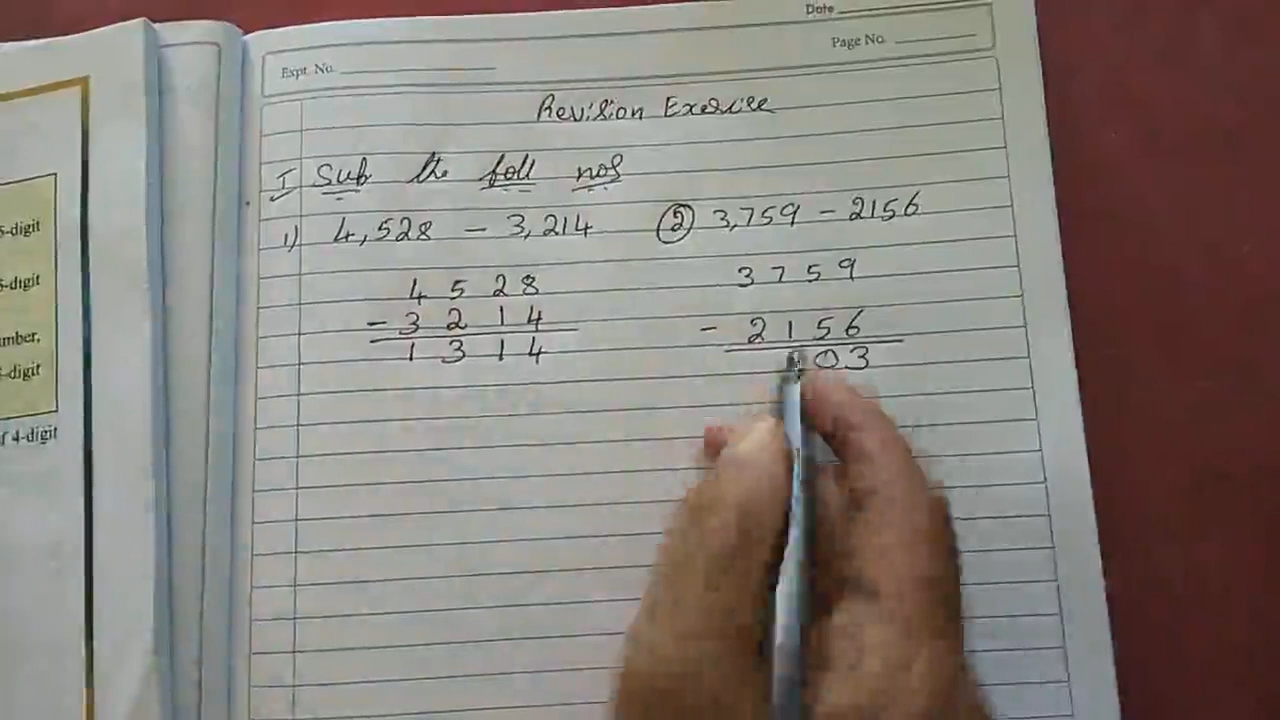 Date
Page No.
Expt. No.
Revision Exercise
I Sub the foll nos
1) 4,528 - 3,214
② 3,759 - 2156
4 5 2 8
- 3 2 1 4
1 3 1 4
3 7 5 9
- 2 1 5 6
0 3
5-digit
-digit
mber,
-digit
f 4-digit